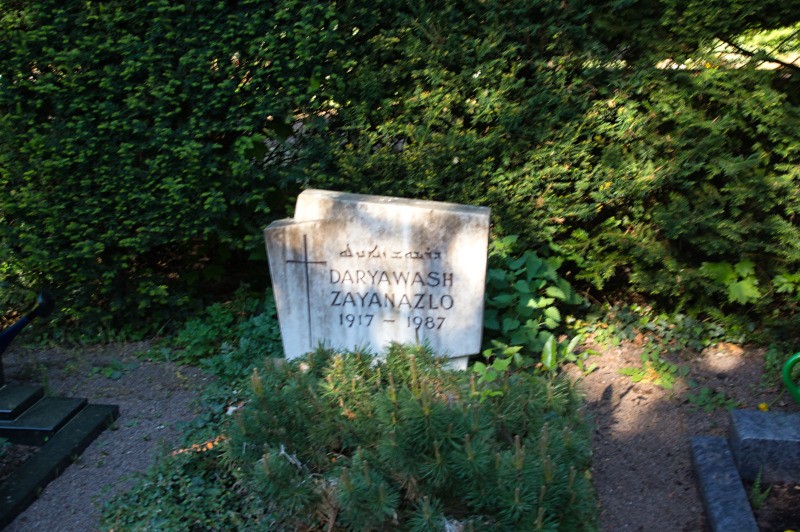 DARYAWASH
ZAYANAZLO
1917 – 1987